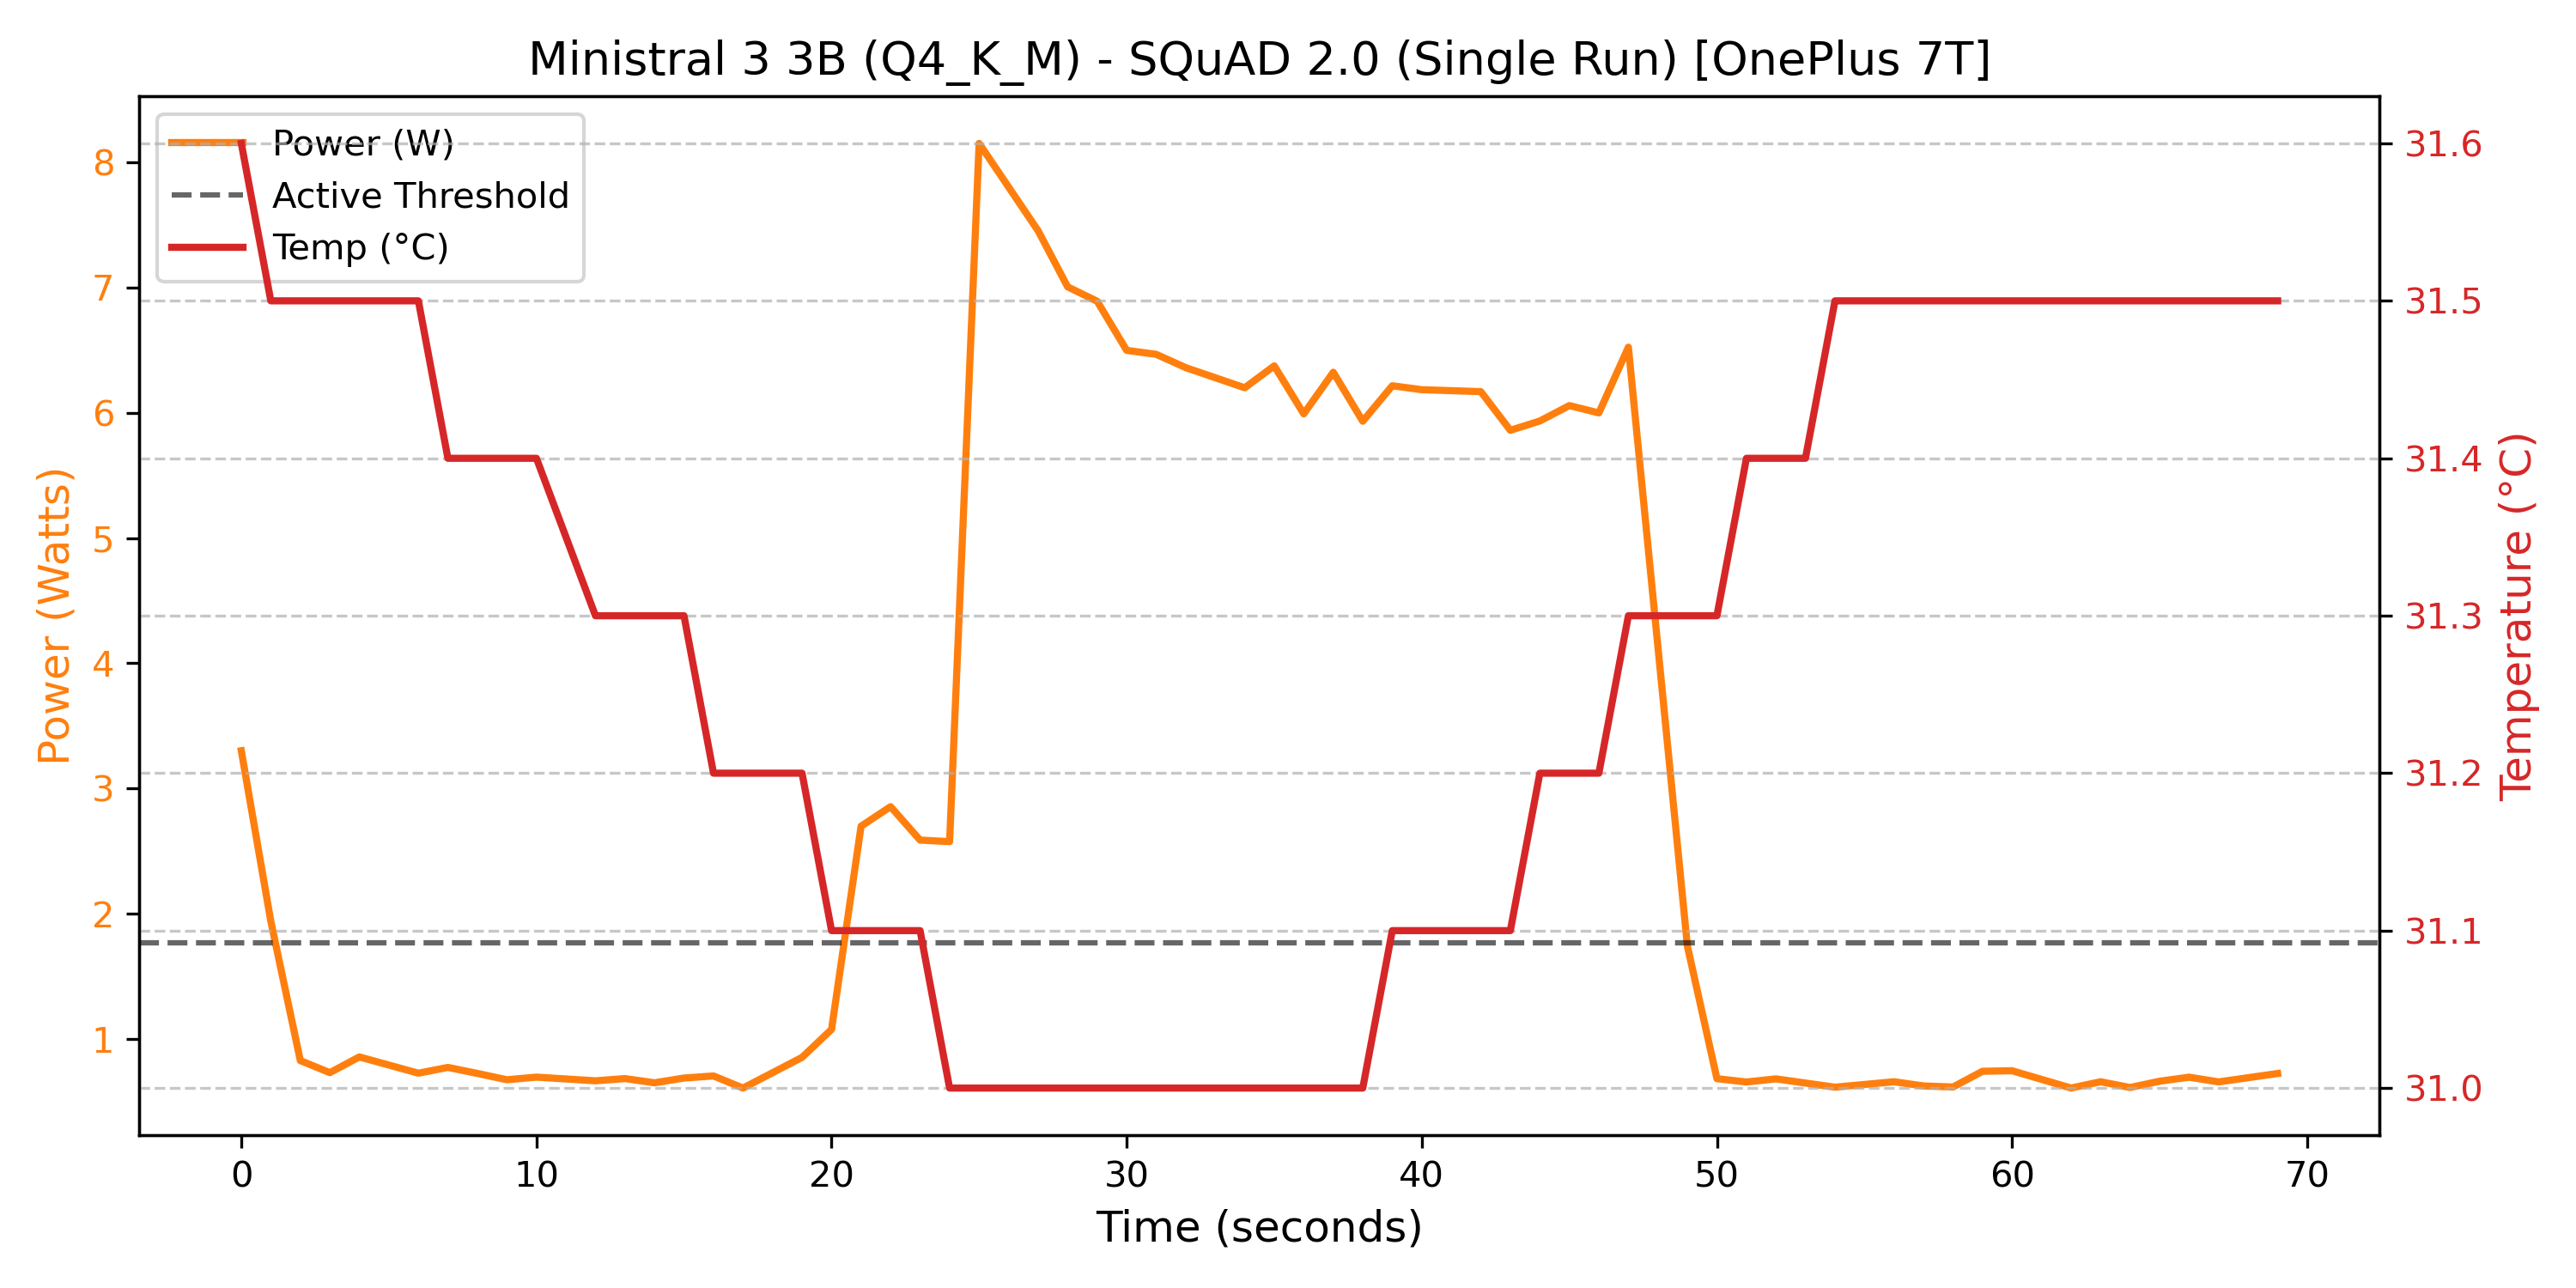 Ministral 3 3B (Q4_K_M) - SQuAD 2.0 (Single Run) [OnePlus 7T]
Power (W)
Active Threshold
Temp (°C)
Power (Watts)
8
7
6
5
4
3
2
1
31.6
31.5
31.4
31.3
31.2
31.1
31.0
Temperature (°C)
0 10 20 30 40 50 60 70
Time (seconds)